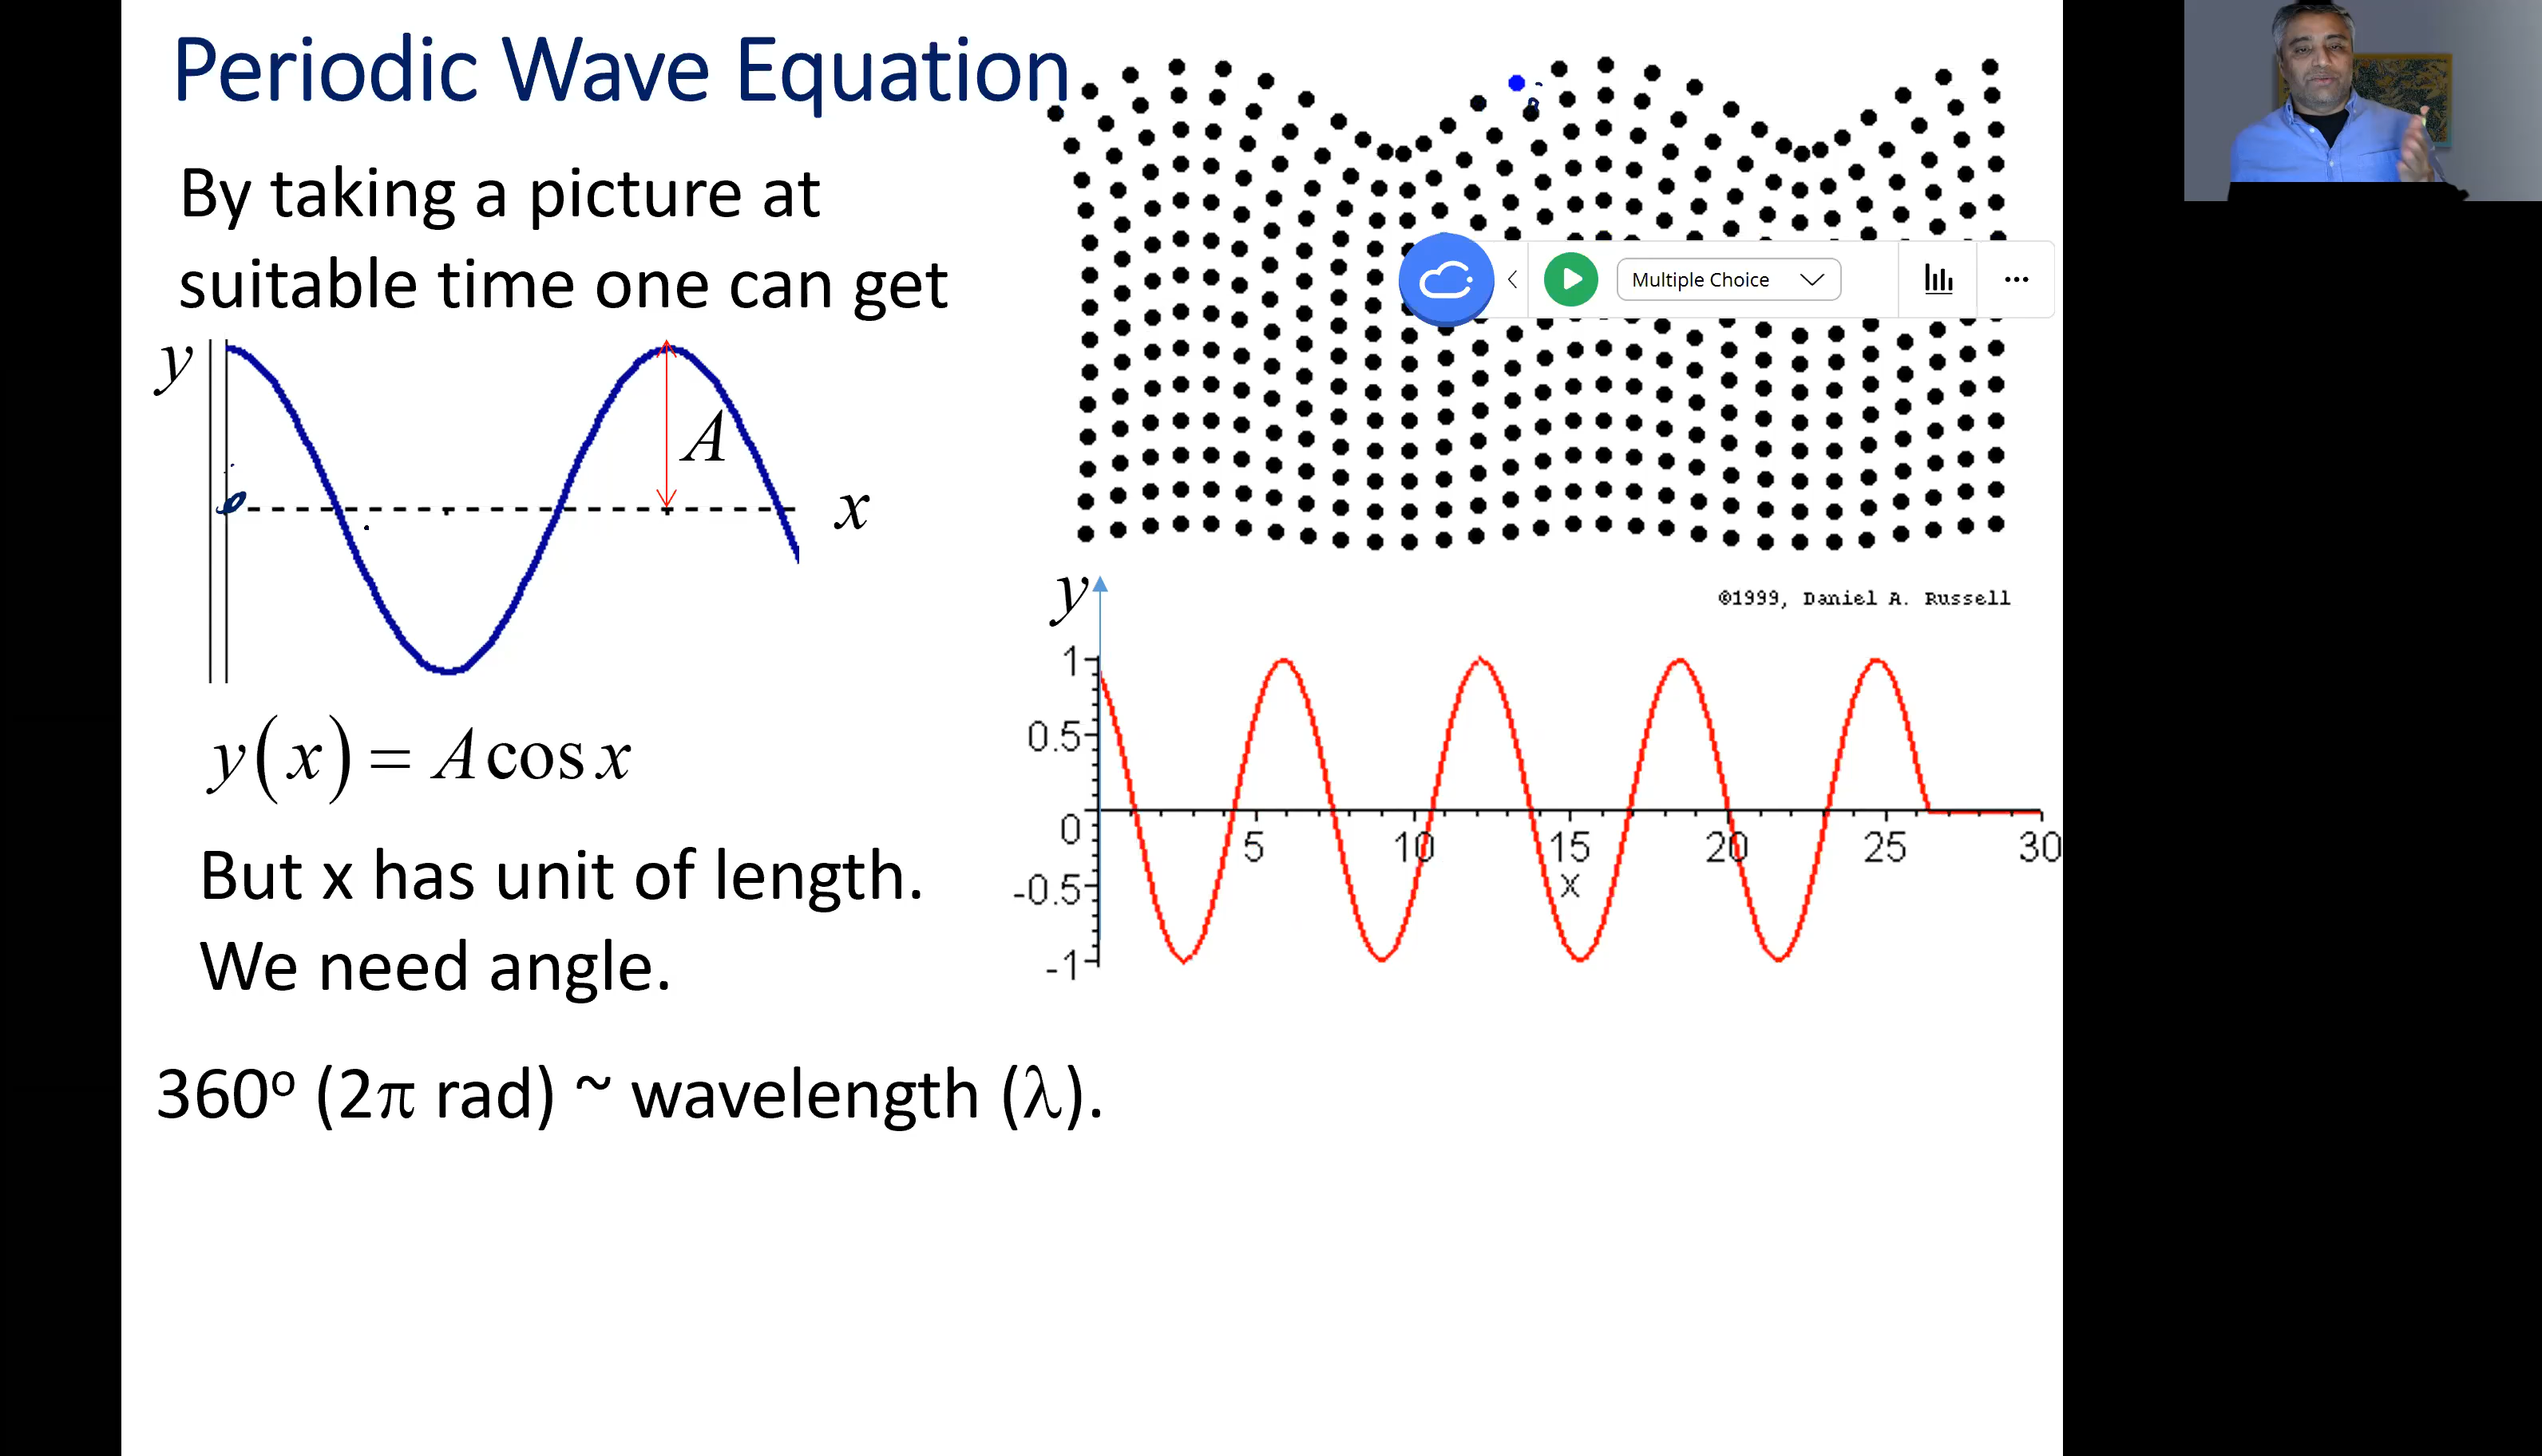 Periodic Wave Equation
By taking a picture at
suitable time one can get
y
A
x
y(x) = A cos x
But x has unit of length.
We need angle.
360° (2π rad) ~ wavelength (λ).
Multiple Choice
©1999, Daniel A. Russell
y
1
0.5
0
5 10 15 20 25 30
x
-0.5
-1